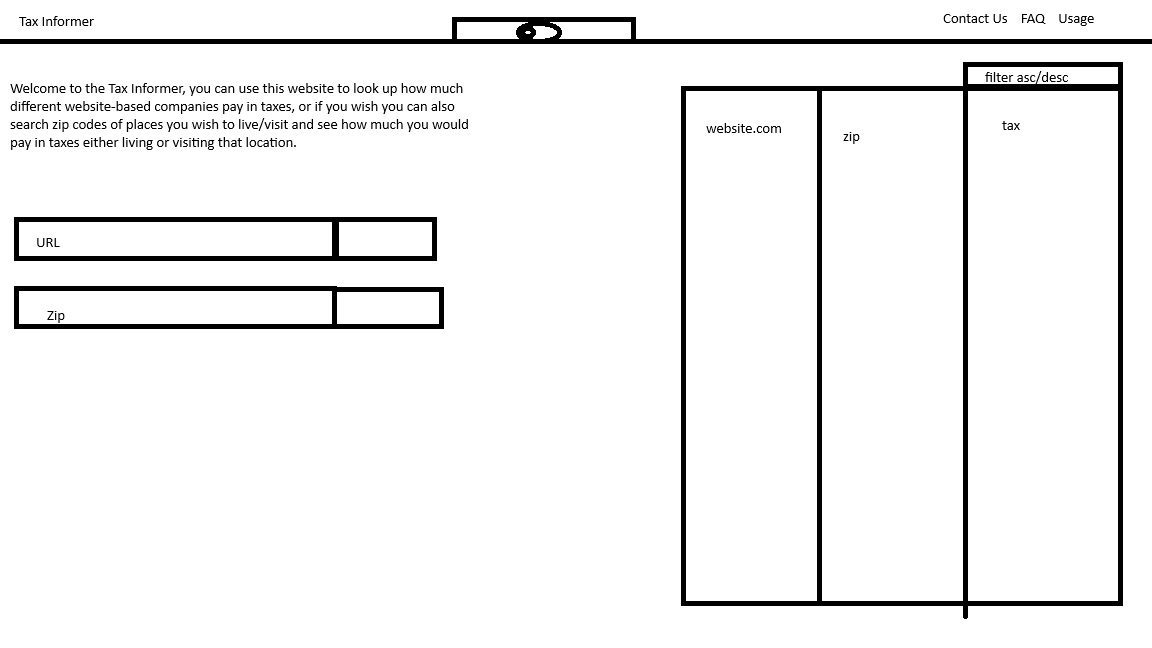 Tax Informer
Contact Us FAQ Usage
Welcome to the Tax Informer, you can use this website to look up how much
different website-based companies pay in taxes, or if you wish you can also
search zip codes of places you wish to live/visit and see how much you would
pay in taxes either living or visiting that location.
URL
Zip
filter asc/desc
website.com
zip
tax